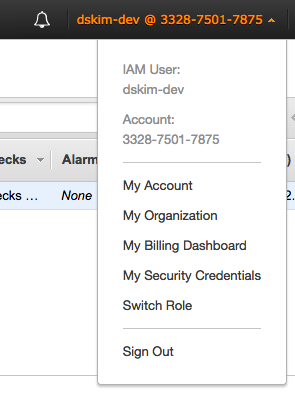 dskim-dev @ 3328-7501-7875
IAM User:
dskim-dev
Account:
3328-7501-7875
ecks Alarm
ecks … None
My Account
My Organization
My Billing Dashboard
My Security Credentials
Switch Role
Sign Out
)
2.